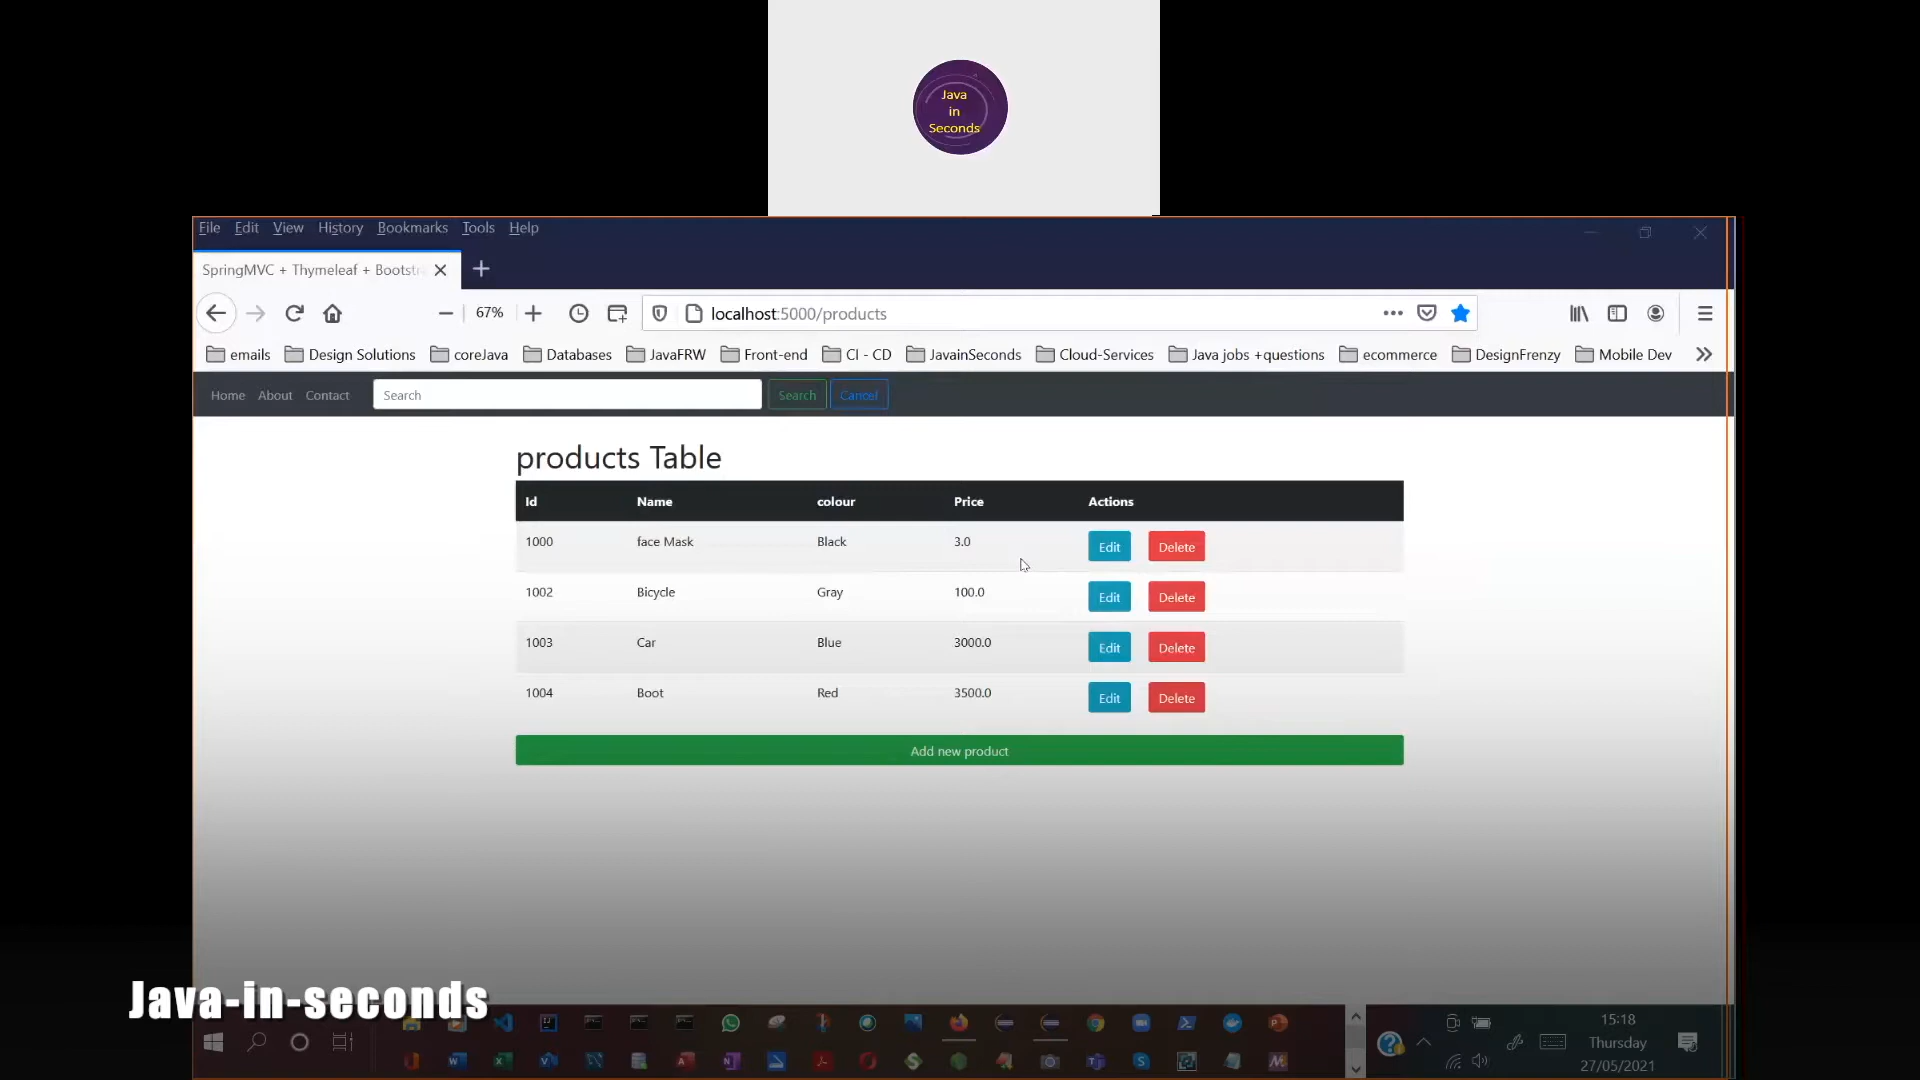 Java
in
Seconds
File Edit View History Bookmarks Tools Help
SpringMVC + Thymeleaf + Bootstr
67% localhost:5000/products
emails Design Solutions coreJava Databases JavaFRW Front-end CI - CD JavainSeconds Cloud-Services Java jobs +questions ecommerce DesignFrenzy Mobile Dev
Home About Contact Search Search Cancel
products Table
Id Name colour Price Actions
1000 face Mask Black 3.0 Edit Delete
1002 Bicycle Gray 100.0 Edit Delete
1003 Car Blue 3000.0 Edit Delete
1004 Boot Red 3500.0 Edit Delete
Add new product
Java-in-seconds
15:18
Thursday
27/05/2021